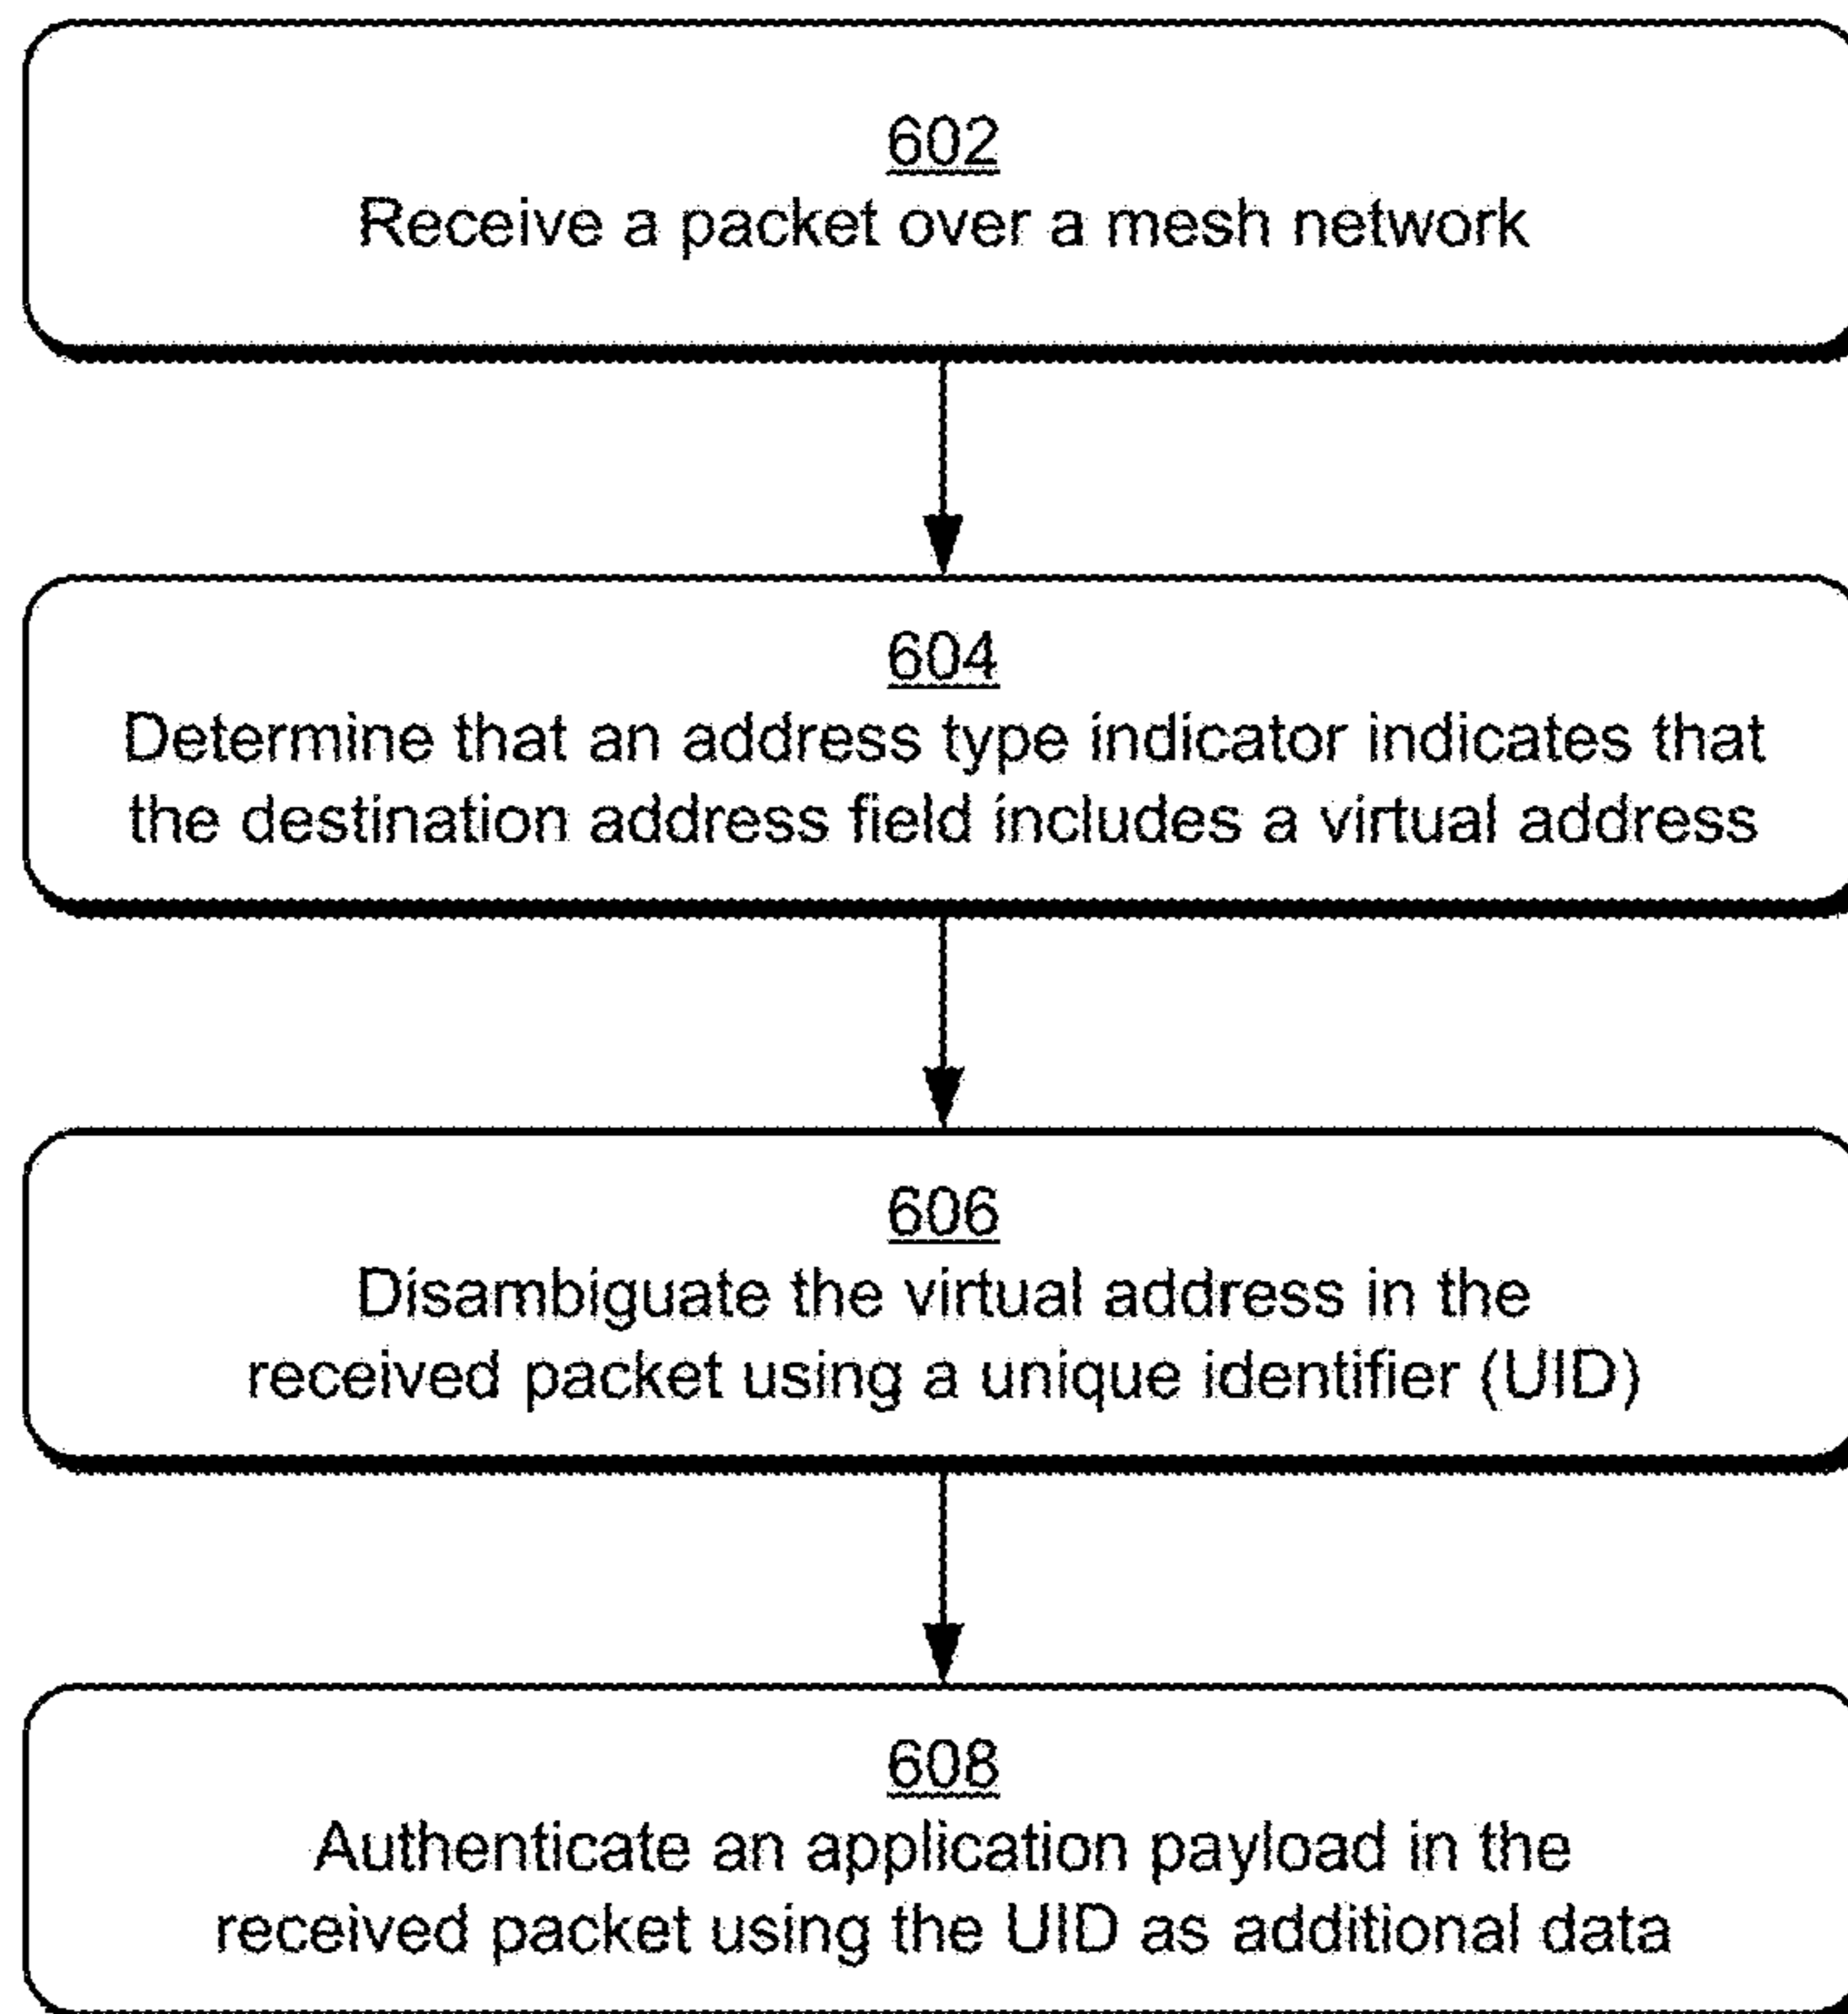 602
Receive a packet over a mesh network
604
Determine that an address type indicator indicates that
the destination address field includes a virtual address
606
Disambiguate the virtual address in the
received packet using a unique identifier (UID)
608
Authenticate an application payload in the
received packet using the UID as additional data